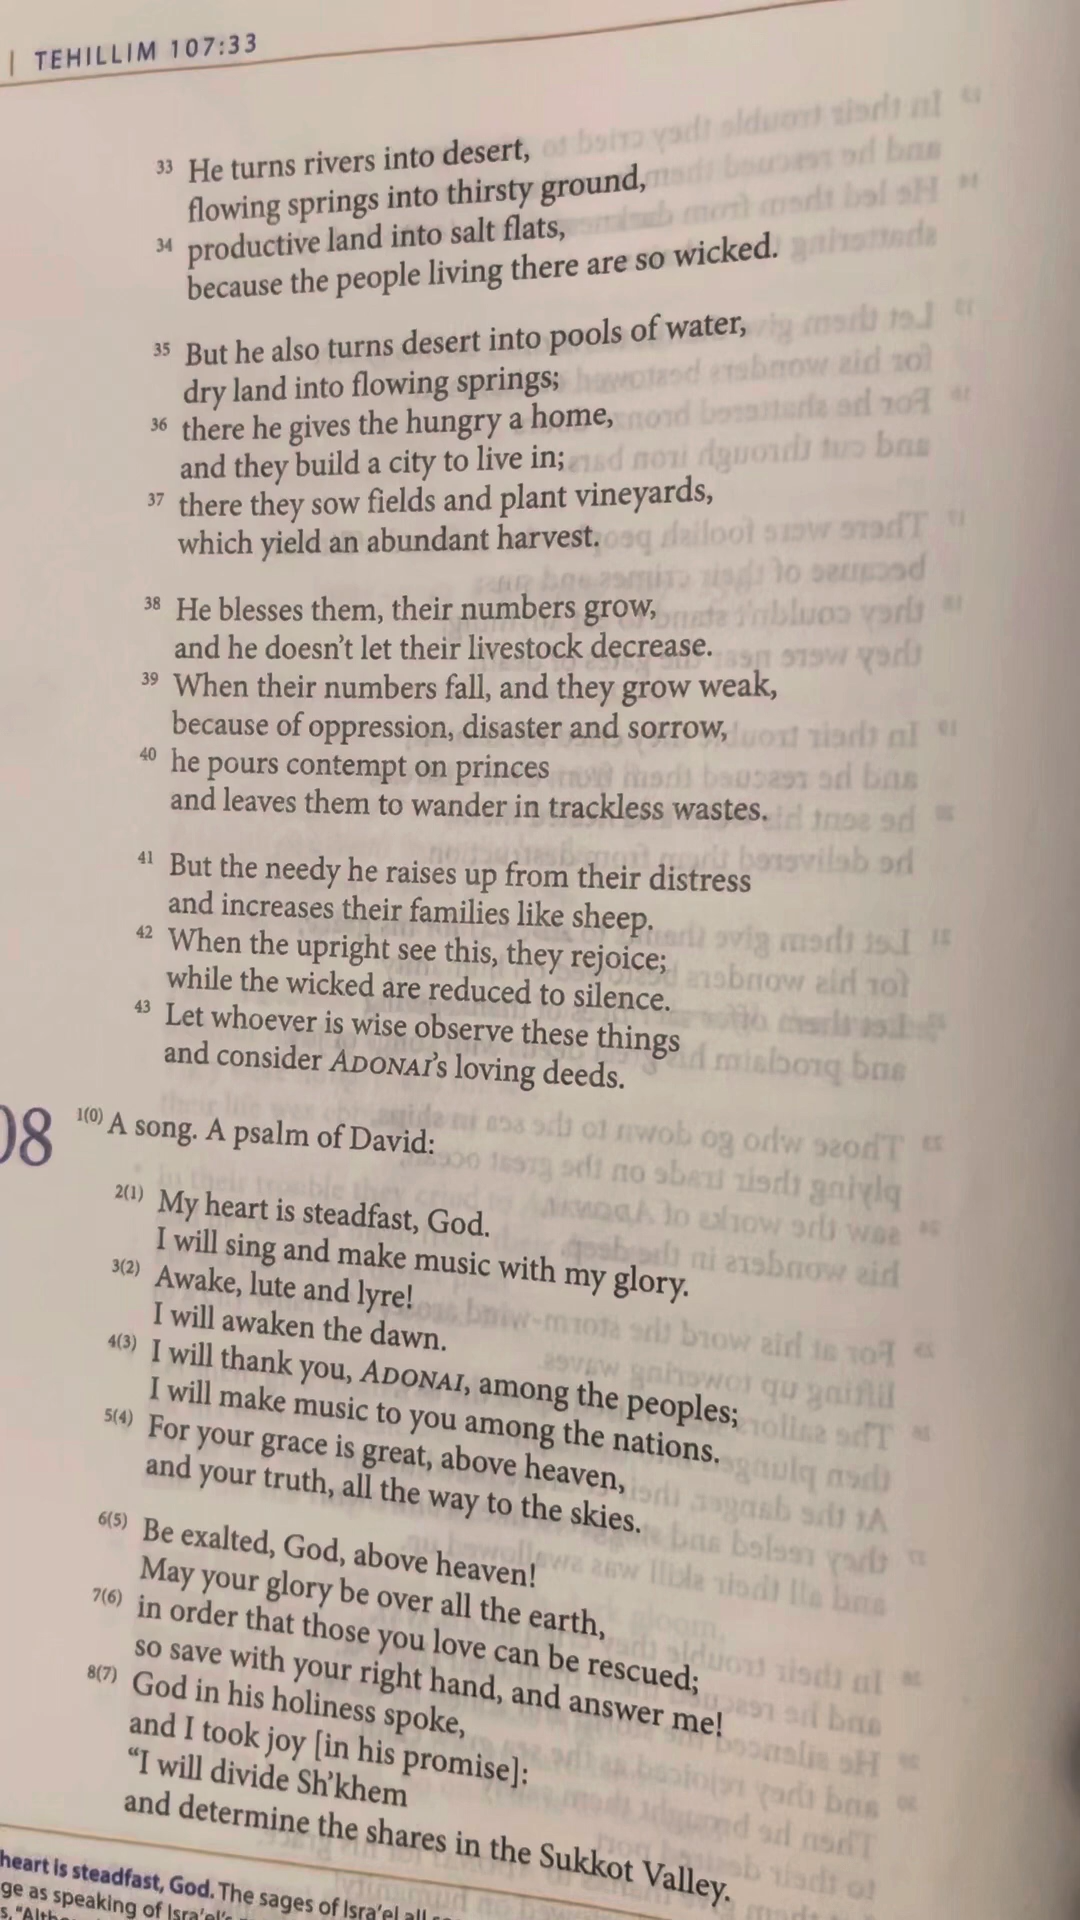 | TEHILLIM 107:33
33 He turns rivers into desert,
flowing springs into thirsty ground,
34 productive land into salt flats,
because the people living there are so wicked.
35 But he also turns desert into pools of water,
dry land into flowing springs;
36 there he gives the hungry a home,
and they build a city to live in;
37 there they sow fields and plant vineyards,
which yield an abundant harvest.
38 He blesses them, their numbers grow,
and he doesn't let their livestock decrease.
39 When their numbers fall, and they grow weak,
because of oppression, disaster and sorrow,
40 he pours contempt on princes
and leaves them to wander in trackless wastes.
41 But the needy he raises up from their distress
and increases their families like sheep.
42 When the upright see this, they rejoice;
while the wicked are reduced to silence.
43 Let whoever is wise observe these things
and consider ADONAI's loving deeds.
08 1(0) A song. A psalm of David:
2(1) My heart is steadfast, God.
I will sing and make music with my glory.
3(2) Awake, lute and lyre!
I will awaken the dawn.
4(3) I will thank you, ADONAI, among the peoples;
I will make music to you among the nations.
5(4) For your grace is great, above heaven,
and your truth, all the way to the skies.
6(5) Be exalted, God, above heaven!
May your glory be over all the earth,
7(6) in order that those you love can be rescued;
so save with your right hand, and answer me!
8(7) God in his holiness spoke,
and I took joy [in his promise]:
"I will divide Sh'khem
and determine the shares in the Sukkot Valley.
heart is steadfast, God. The sages of Isra'el all
ge as speaking of Isra'el's